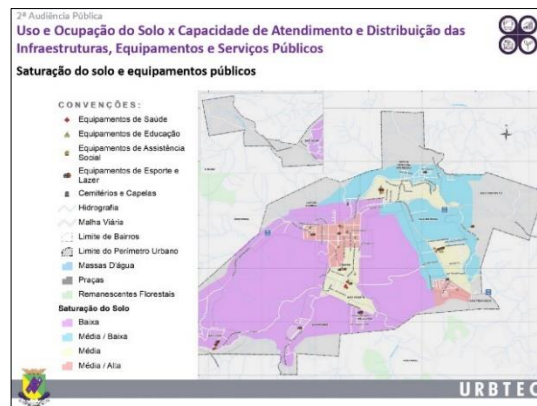 2ª Audiência Pública
Uso e Ocupação do Solo x Capacidade de Atendimento e Distribuição das
Infraestruturas, Equipamentos e Serviços Públicos
Saturação do solo e equipamentos públicos
CONVENÇÕES:
Equipamentos de Saúde
Equipamentos de Educação
Equipamentos de Assistência
Social
Equipamentos de Esporte e
Lazer
Cemitérios e Capelas
Hidrografia
Malha Viária
Limite de Bairros
Limite do Perímetro Urbano
Massas D'água
Praças
Remanescentes Florestais
Saturação do Solo
Baixa
Média / Baixa
Média
Média / Alta
URBTEC